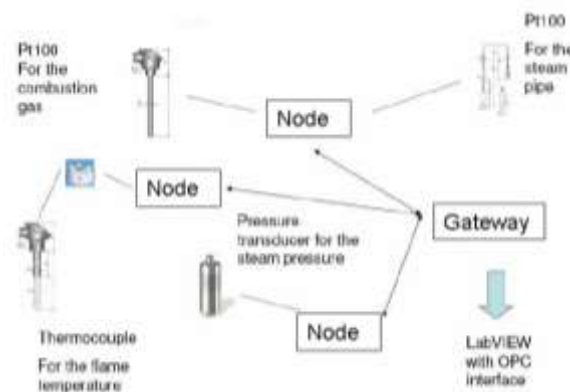 Pt100
For the
combustion
gas
Pt100
For the
steam
pipe
Node
Node
Pressure
transducer for the
steam pressure
Gateway
Node
Thermocouple
For the flame
temperature
LabVIEW
with OPC
interface